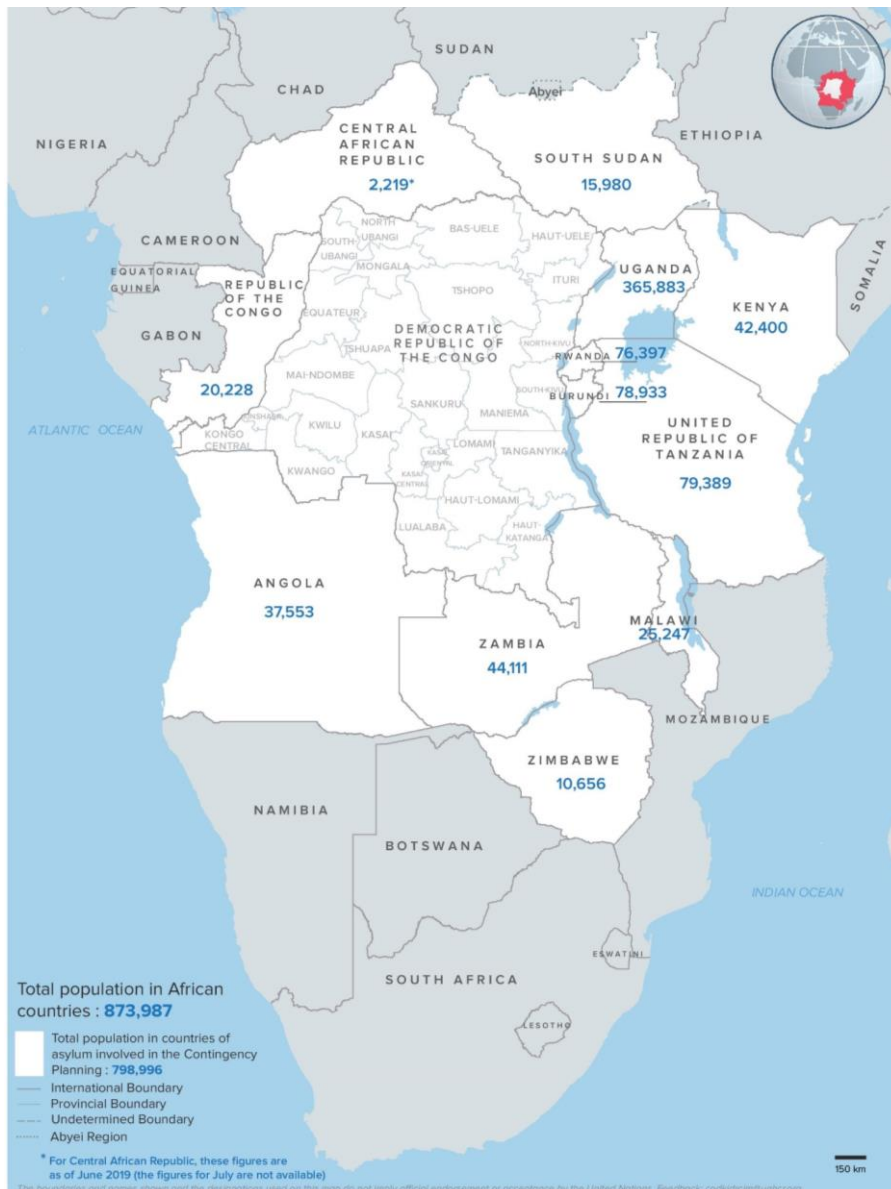 SUDAN
CHAD
Abyei
NIGERIA
ETHIOPIA
CENTRAL
AFRICAN
REPUBLIC
2,219*
SOUTH SUDAN
15,980
CAMEROON
EQUATORIAL
GUINEA
GABON
SOMALIA
REPUBLIC
OF THE
CONGO
20,228
NORTH
UBANGI
SOUTH
UBANGI
BAS-UELE
HAUT-UELE
MONGALA
ITURI
TSHOPO
EQUATEUR
UGANDA
365,883
KENYA
42,400
DEMOCRATIC
REPUBLIC OF
THE CONGO
TSHUAPA
NORTH-KIVU
RWANDA
76,397
MAI-NDOMBE
SOUTH-KIVU
BURUNDI
78,933
SANKURU
MANIEMA
KINSHASA
KONGO
CENTRAL
KWILU
KASAI
KWANGO
KASAI
ORIENTAL
KASAI
CENTRAL
LOMAMI
TANGANYIKA
UNITED
REPUBLIC OF
TANZANIA
79,389
HAUT-LOMAMI
LUALABA
HAUT-
KATANGA
ATLANTIC OCEAN
ANGOLA
37,553
ZAMBIA
44,111
MALAWI
25,247
MOZAMBIQUE
ZIMBABWE
10,656
NAMIBIA
BOTSWANA
INDIAN OCEAN
ESWATINI
SOUTH AFRICA
LESOTHO
Total population in African
countries : 873,987
Total population in countries of
asylum involved in the Contingency
Planning : 798,996
International Boundary
Provincial Boundary
Undetermined Boundary
Abyei Region
* For Central African Republic, these figures are
as of June 2019 (the figures for July are not available)
150 km